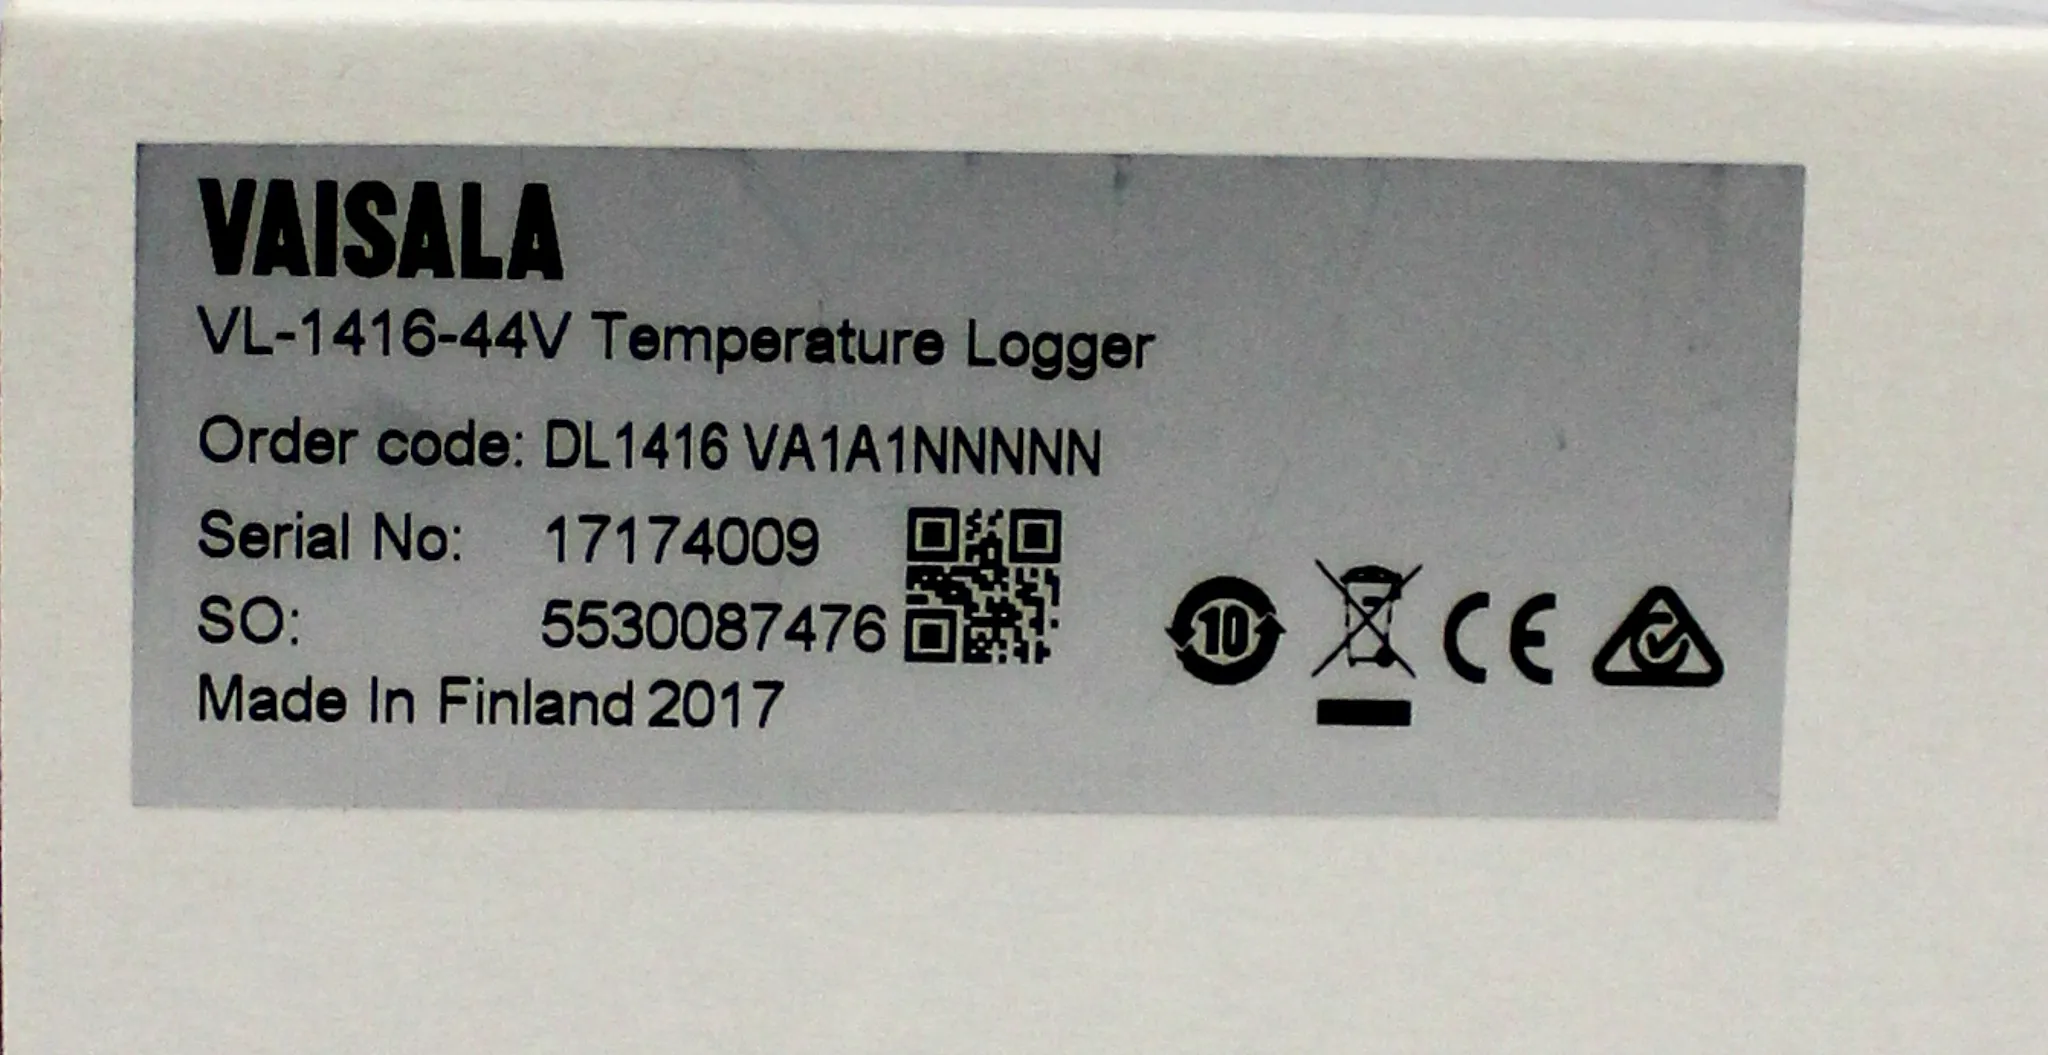 VAISALA
VL-1416-44V Temperature Logger
Order code: DL1416 VA1A1NNNNN
Serial No: 17174009
SO: 5530087476
Made In Finland 2017
10
CE